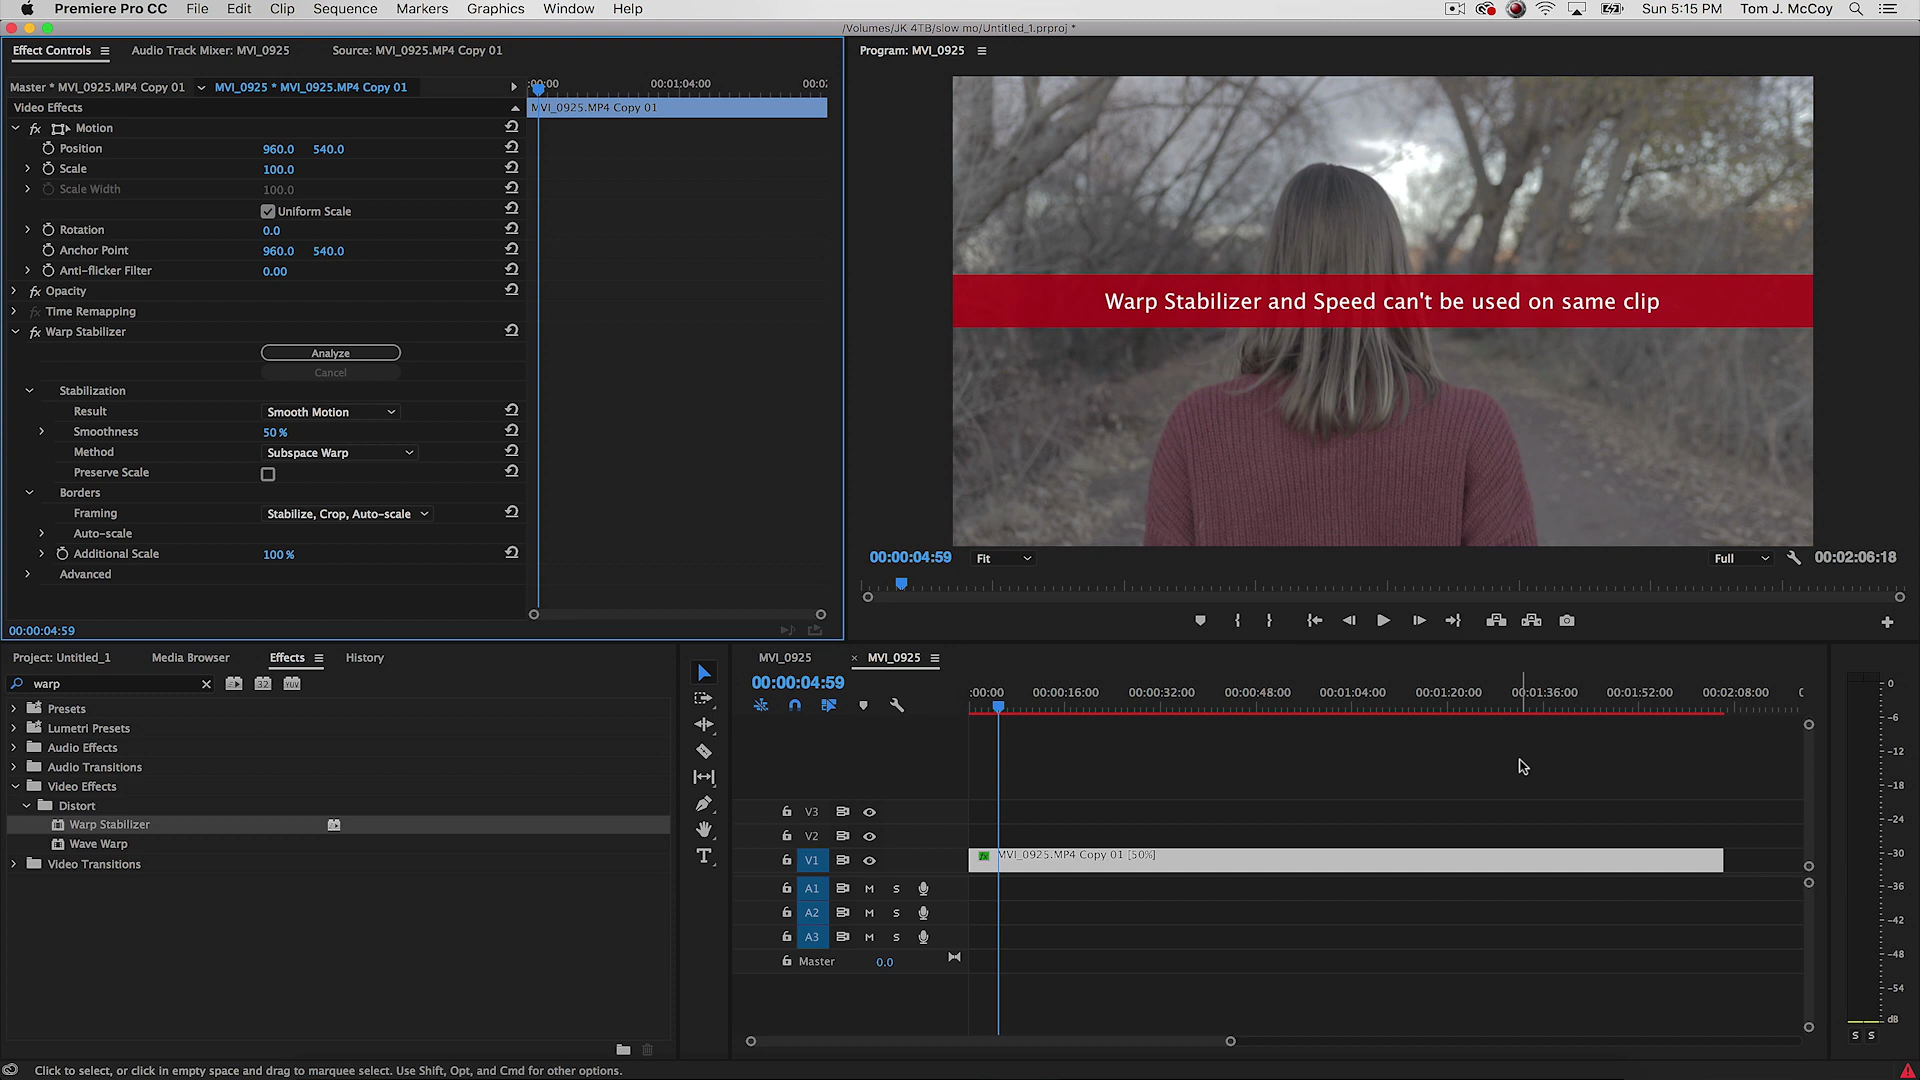 Premiere Pro CC File Edit Clip Sequence Markers Graphics Window Help Sun 5:15 PM Tom J. McCoy
/Volumes/JK 4TB/slow mo/Untitled_1.prproj *
Effect Controls Audio Track Mixer: MVI_0925 Source: MVI_0925.MP4 Copy 01
Master * MVI_0925.MP4 Copy 01 MVI_0925 * MVI_0925.MP4 Copy 01
:00:00 00:01:04:00 00:02
Video Effects
MVI_0925.MP4 Copy 01
fx Motion
Position 960.0 540.0
Scale 100.0
Scale Width 100.0
Uniform Scale
Rotation 0.0
Anchor Point 960.0 540.0
Anti-flicker Filter 0.00
fx Opacity
fx Time Remapping
fx Warp Stabilizer
Analyze
Cancel
Stabilization
Result Smooth Motion
Smoothness 50 %
Method Subspace Warp
Preserve Scale
Borders
Framing Stabilize, Crop, Auto-scale
Auto-scale
Additional Scale 100 %
Advanced
00:00:04:59
Program: MVI_0925
Warp Stabilizer and Speed can't be used on same clip
00:00:04:59 Fit Full 00:02:06:18
Project: Untitled_1 Media Browser Effects History
warp
32 YUV
Presets
Lumetri Presets
Audio Effects
Audio Transitions
Video Effects
Distort
Warp Stabilizer
Wave Warp
Video Transitions
MVI_0925 × MVI_0925
00:00:04:59
:00:00 00:00:16:00 00:00:32:00 00:00:48:00 00:01:04:00 00:01:20:00 00:01:36:00 00:01:52:00 00:02:08:00
V3
V2
V1
fx MVI_0925.MP4 Copy 01 [50%]
A1 M S
A2 M S
A3 M S
Master 0.0
0
-6
-12
-18
-24
-30
-36
-42
-48
-54
dB
S S
Click to select, or click in empty space and drag to marquee select. Use Shift, Opt, and Cmd for other options.